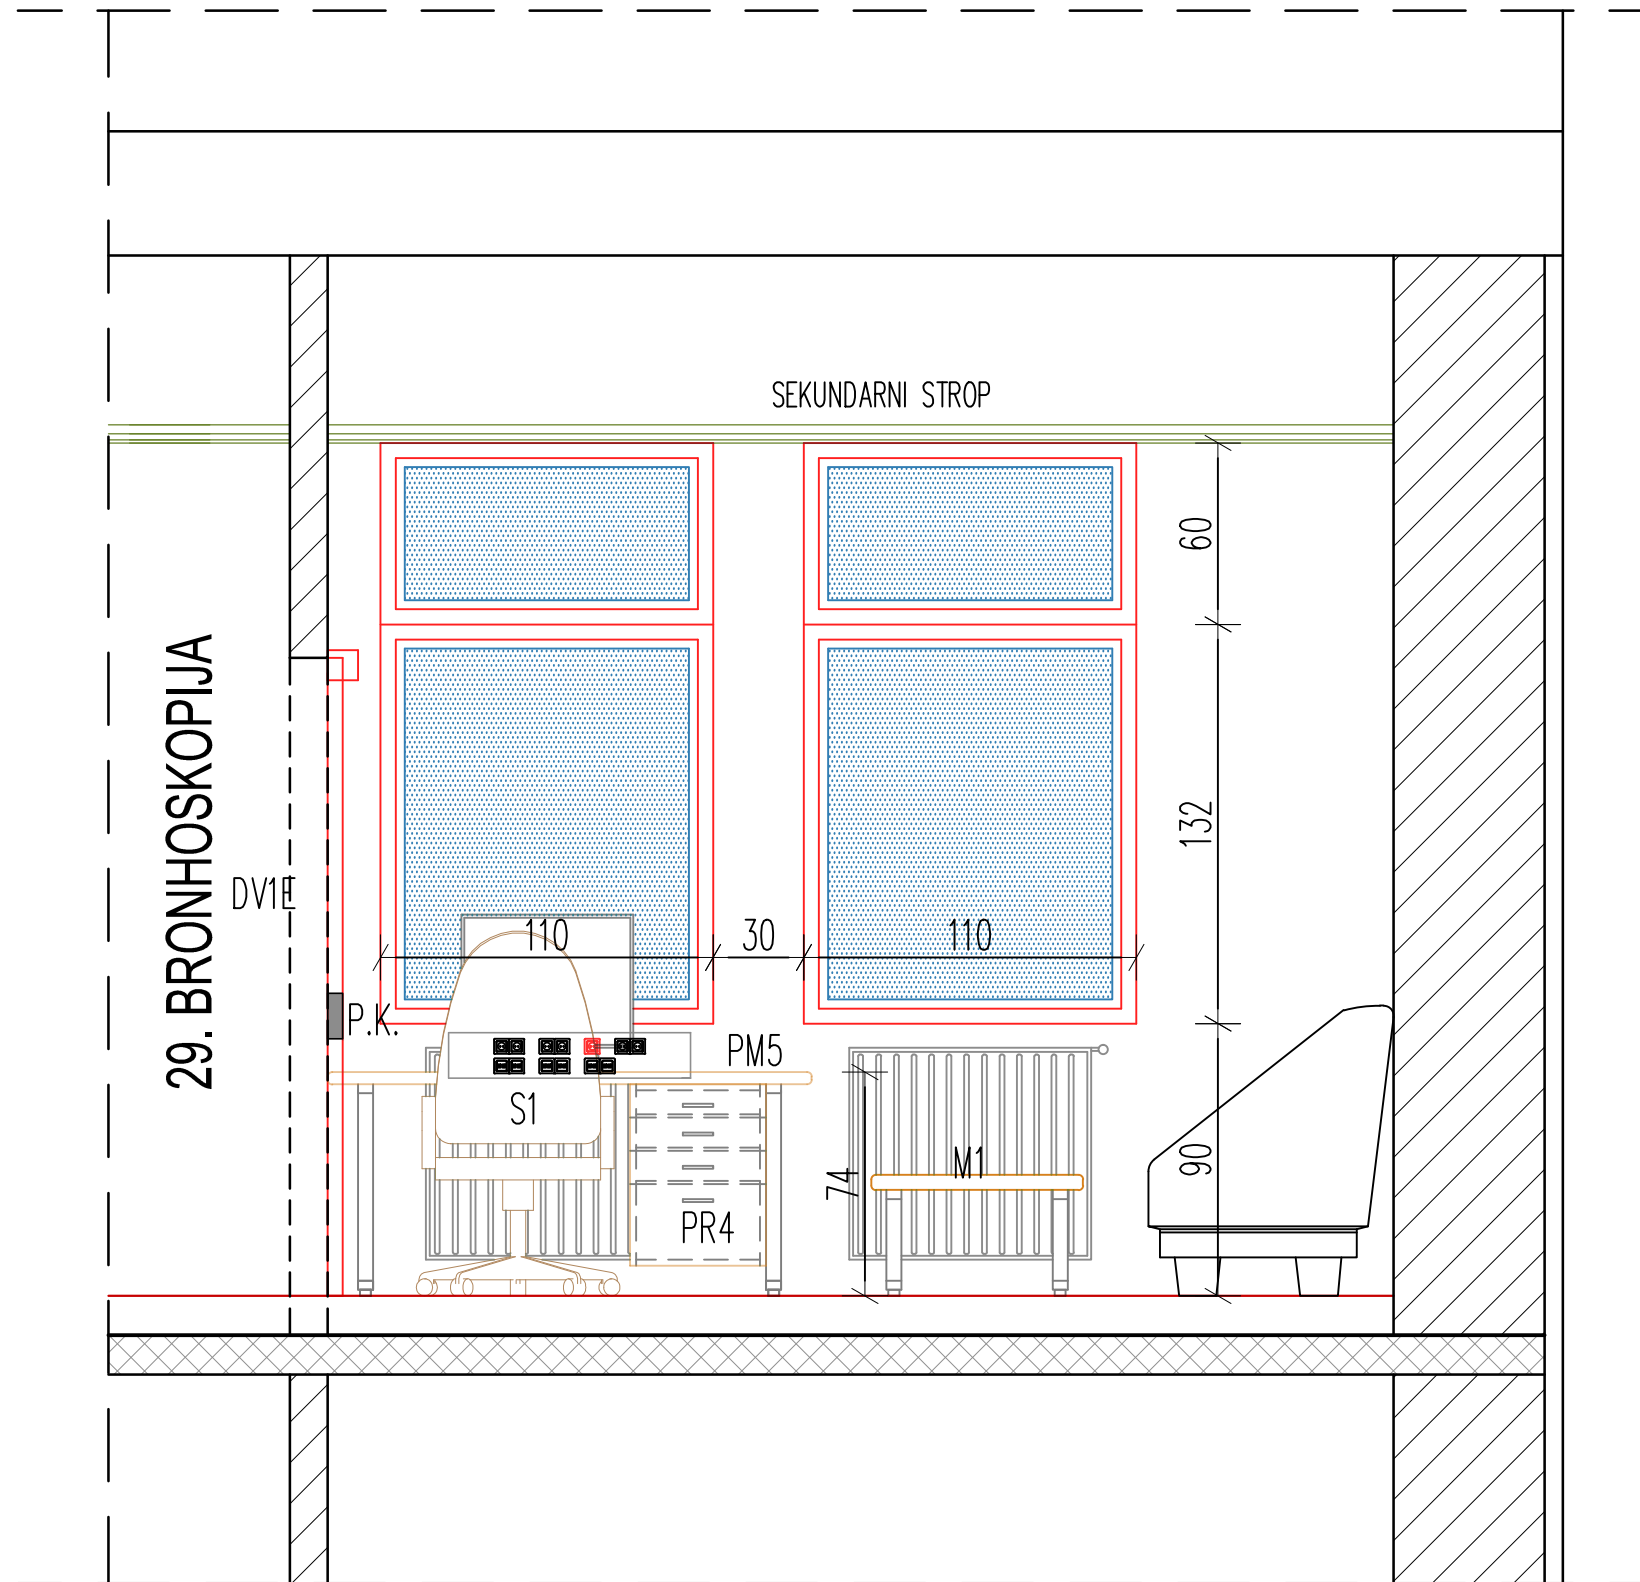 SEKUNDARNI STROP
60
29. BRONHOSKOPIJA
132
DV1E
110
30
110
P.K.
PM5
S1
M1
90
74
PR4